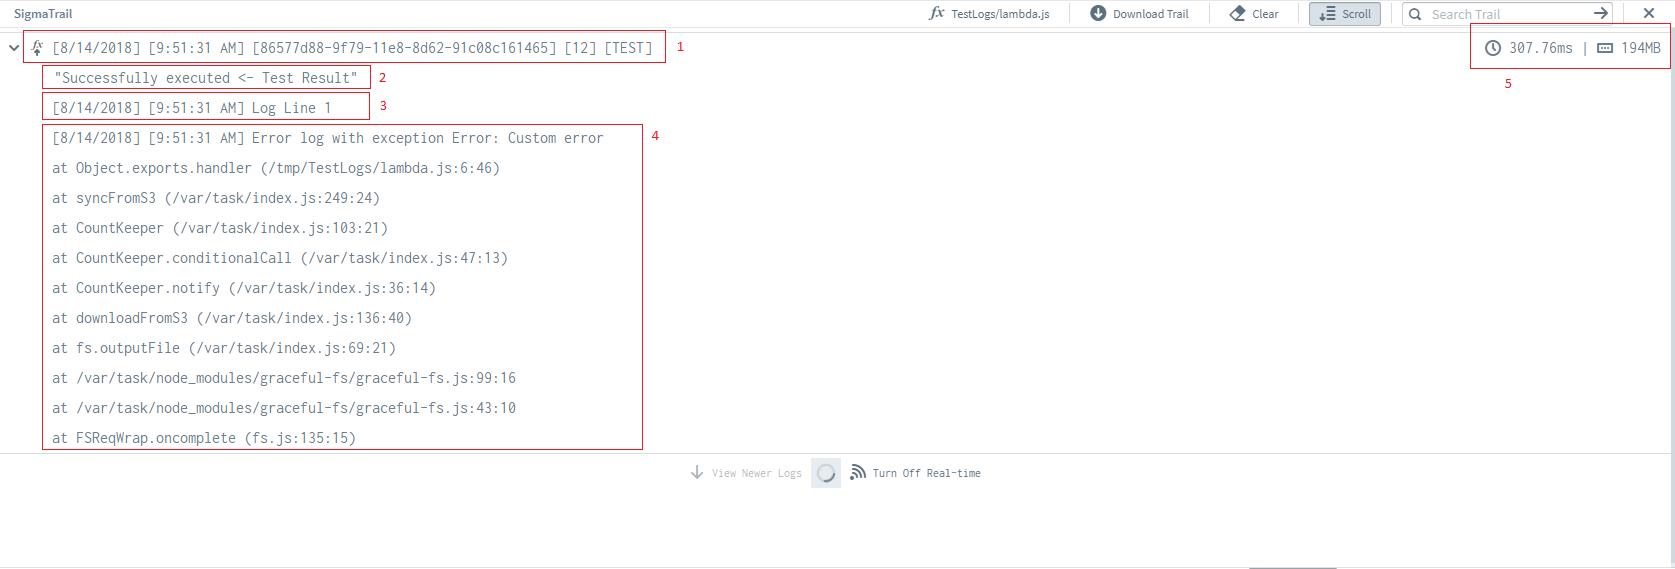 SigmaTrail
fx TestLogs/lambda.js
Download Trail
Clear
Scroll
Search Trail
fx [8/14/2018] [9:51:31 AM] [86577d88-9f79-11e8-8d62-91c08c161465] [12] [TEST]
1
307.76ms | 194MB
5
"Successfully executed <- Test Result"
2
[8/14/2018] [9:51:31 AM] Log Line 1
3
[8/14/2018] [9:51:31 AM] Error log with exception Error: Custom error
4
at Object.exports.handler (/tmp/TestLogs/lambda.js:6:46)
at syncFromS3 (/var/task/index.js:249:24)
at CountKeeper (/var/task/index.js:103:21)
at CountKeeper.conditionalCall (/var/task/index.js:47:13)
at CountKeeper.notify (/var/task/index.js:36:14)
at downloadFromS3 (/var/task/index.js:136:40)
at fs.outputFile (/var/task/index.js:69:21)
at /var/task/node_modules/graceful-fs/graceful-fs.js:99:16
at /var/task/node_modules/graceful-fs/graceful-fs.js:43:10
at FSReqWrap.oncomplete (fs.js:135:15)
View Newer Logs
Turn Off Real-time